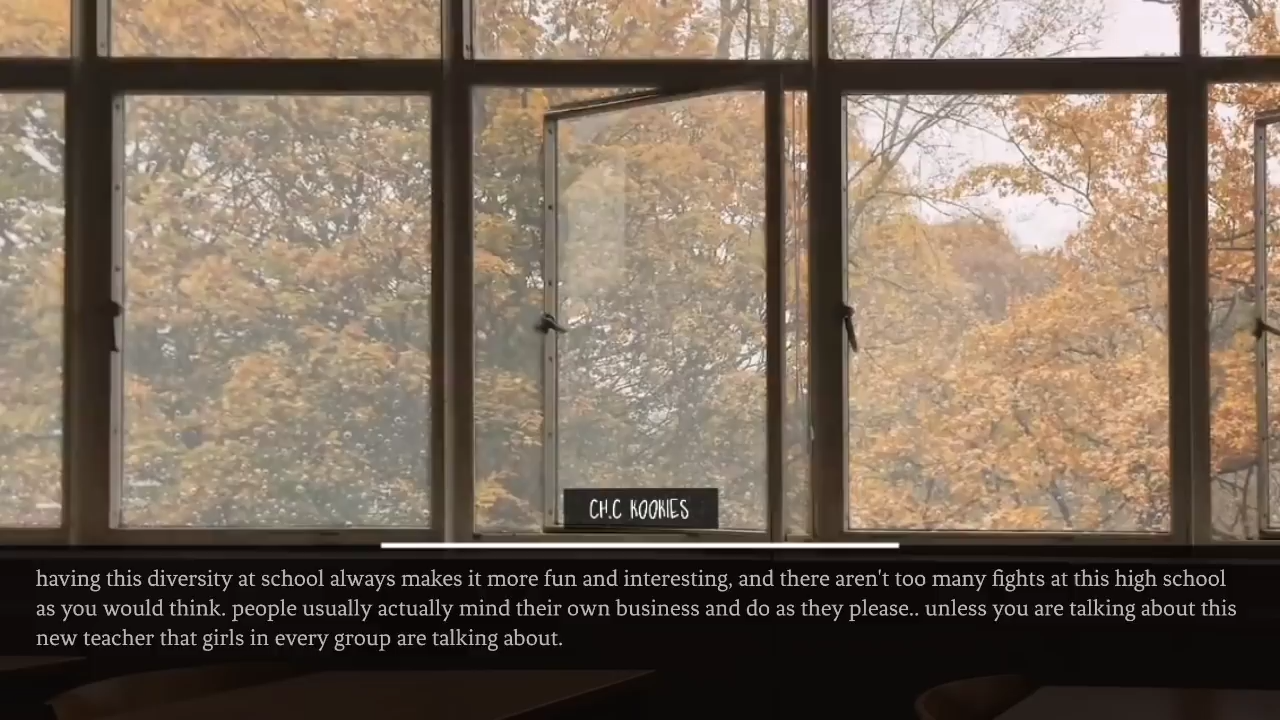 CH.C KOOKIES
having this diversity at school always makes it more fun and interesting, and there aren't too many fights at this high school
as you would think. people usually actually mind their own business and do as they please.. unless you are talking about this
new teacher that girls in every group are talking about.